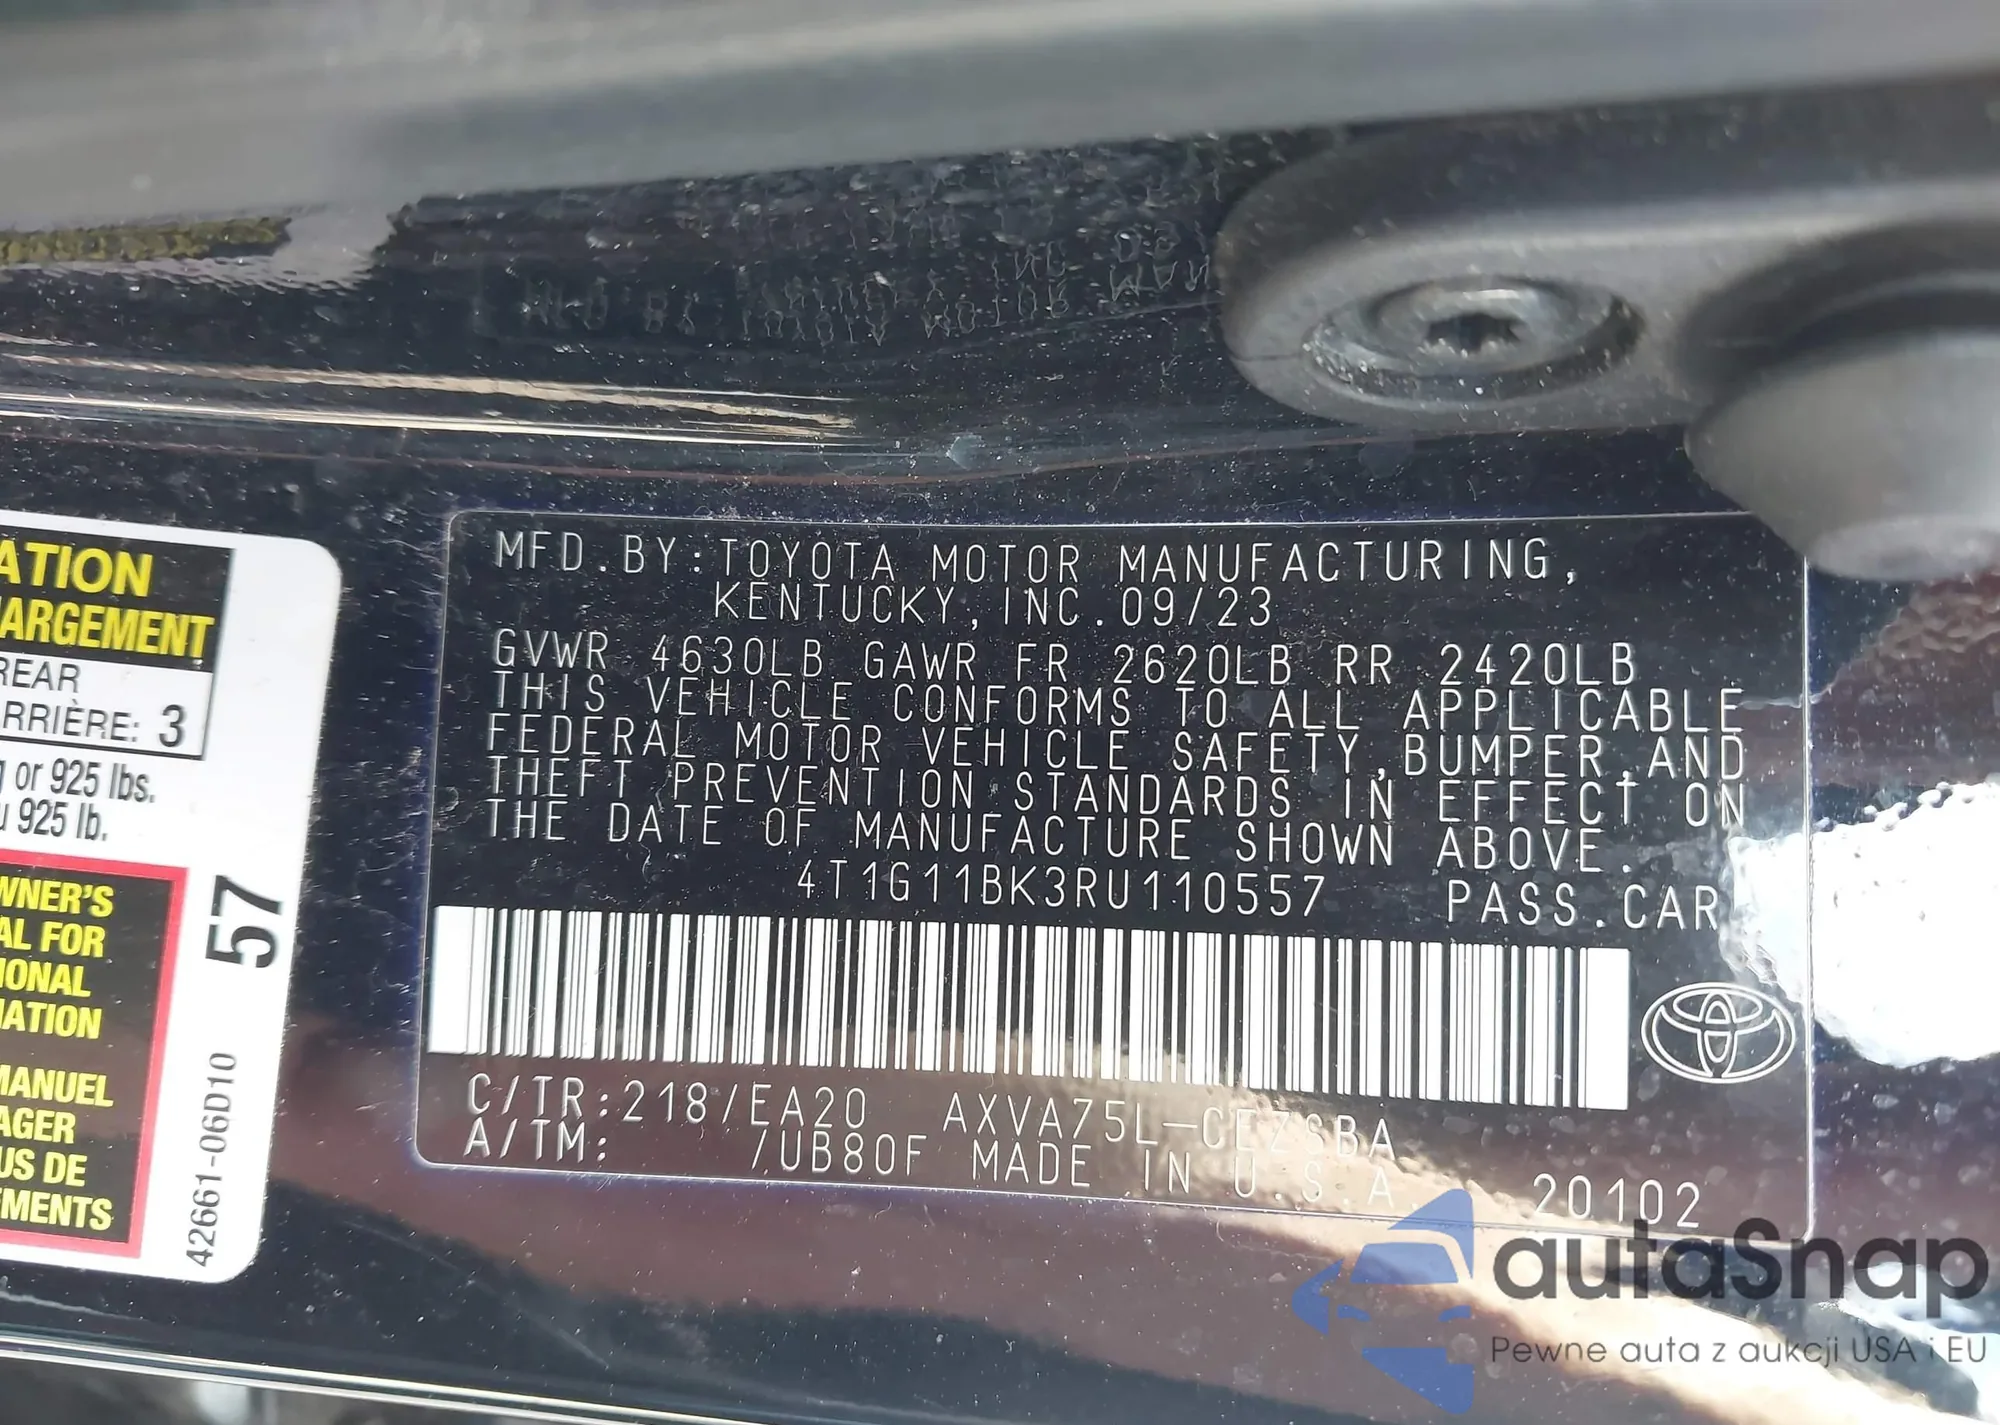 MFD.BY:TOYOTA MOTOR MANUFACTURING,
KENTUCKY,INC.09/23
GVWR 4630LB GAWR FR 2620LB RR 2420LB
THIS VEHICLE CONFORMS TO ALL APPLICABLE
FEDERAL MOTOR VEHICLE SAFETY,BUMPER,AND
THEFT PREVENTION STANDARDS IN EFFECT ON
THE DATE OF MANUFACTURE SHOWN ABOVE.
4T1G11BK3RU110557 PASS.CAR
C/TR:218/EA20 AXVA75L-CEZSBA
A/TM: /UB80F MADE IN U.S.A
20102
ATION
ARGEMENT
REAR
RRIÈRE: 3
or 925 lbs.
925 lb.
WNER'S
AL FOR
IONAL
MATION
MANUEL
AGER
US DE
EMENTS
57
42661-06D10
autaSnap
Pewne auta z aukcji USA i EU